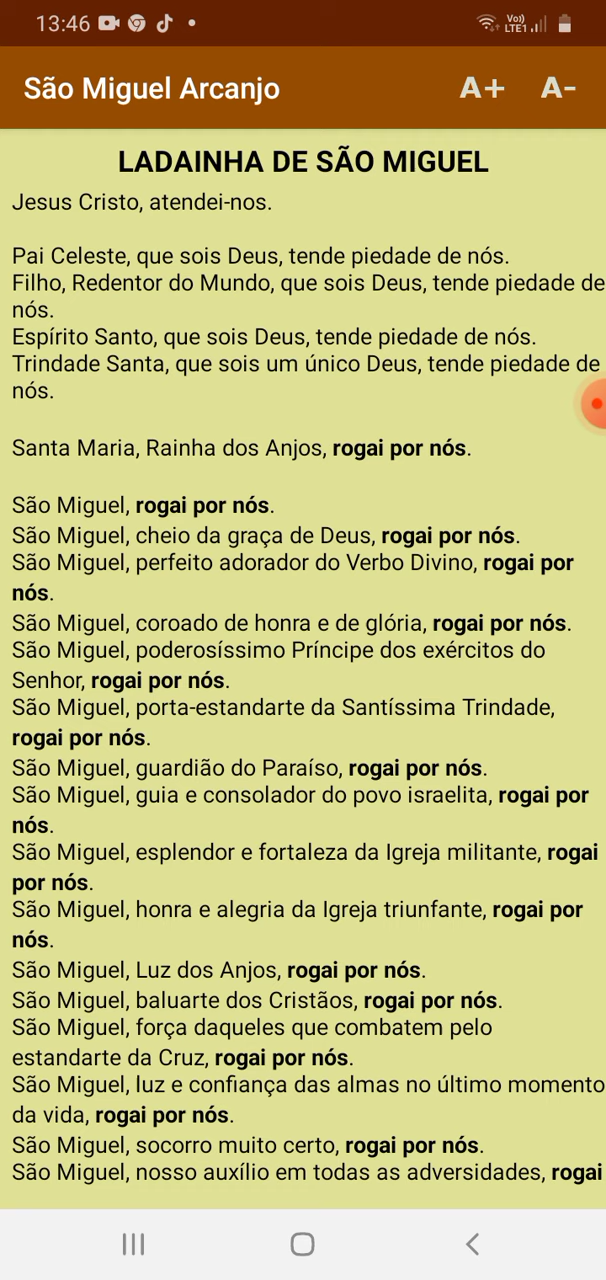 13:46
Vo))
LTE1
São Miguel Arcanjo
A+ A-
LADAINHA DE SÃO MIGUEL
Jesus Cristo, atendei-nos.
Pai Celeste, que sois Deus, tende piedade de nós.
Filho, Redentor do Mundo, que sois Deus, tende piedade de
nós.
Espírito Santo, que sois Deus, tende piedade de nós.
Trindade Santa, que sois um único Deus, tende piedade de
nós.
Santa Maria, Rainha dos Anjos, rogai por nós.
São Miguel, rogai por nós.
São Miguel, cheio da graça de Deus, rogai por nós.
São Miguel, perfeito adorador do Verbo Divino, rogai por
nós.
São Miguel, coroado de honra e de glória, rogai por nós.
São Miguel, poderosíssimo Príncipe dos exércitos do
Senhor, rogai por nós.
São Miguel, porta-estandarte da Santíssima Trindade,
rogai por nós.
São Miguel, guardião do Paraíso, rogai por nós.
São Miguel, guia e consolador do povo israelita, rogai por
nós.
São Miguel, esplendor e fortaleza da Igreja militante, rogai
por nós.
São Miguel, honra e alegria da Igreja triunfante, rogai por
nós.
São Miguel, Luz dos Anjos, rogai por nós.
São Miguel, baluarte dos Cristãos, rogai por nós.
São Miguel, força daqueles que combatem pelo
estandarte da Cruz, rogai por nós.
São Miguel, luz e confiança das almas no último momento
da vida, rogai por nós.
São Miguel, socorro muito certo, rogai por nós.
São Miguel, nosso auxílio em todas as adversidades, rogai